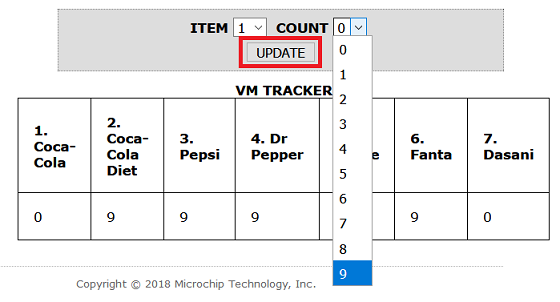 ITEM 1 COUNT 0
UPDATE
0
1
2
3
4
5
6
7
8
9
VM TRACKER
1. Coca-Cola
2. Coca-Cola Diet
3. Pepsi
4. Dr Pepper
e
6. Fanta
7. Dasani
0 9 9 9 9 0
Copyright © 2018 Microchip Technology, Inc.